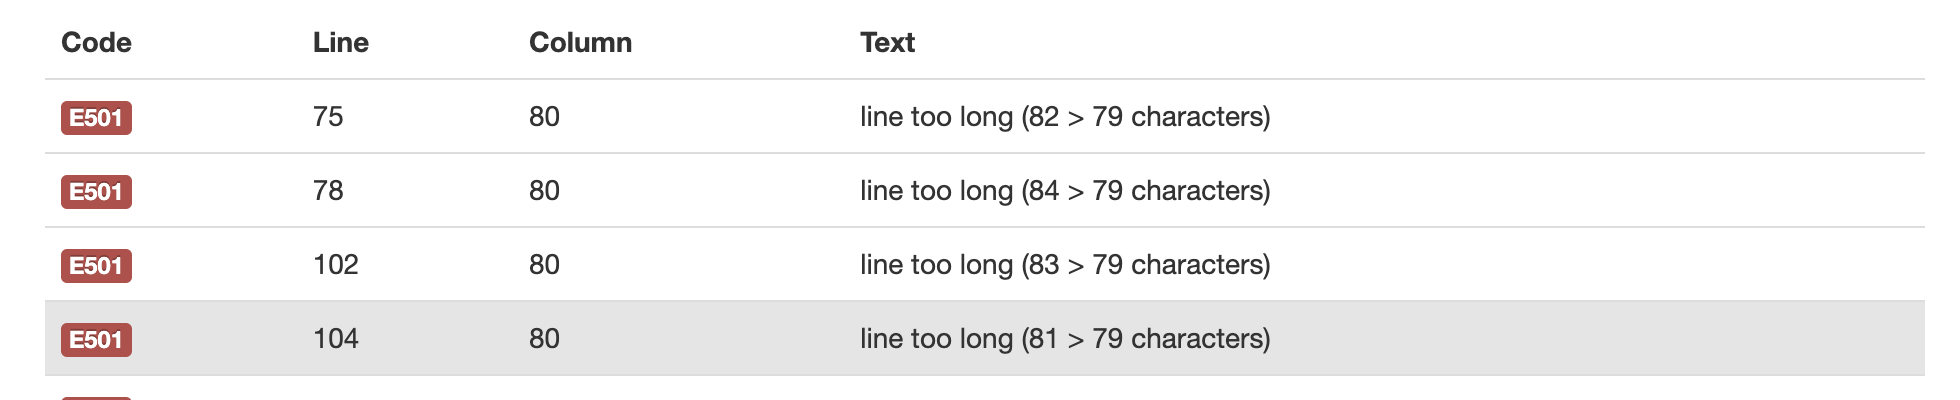 Code Line Column Text
E501 75 80 line too long (82 > 79 characters)
E501 78 80 line too long (84 > 79 characters)
E501 102 80 line too long (83 > 79 characters)
E501 104 80 line too long (81 > 79 characters)